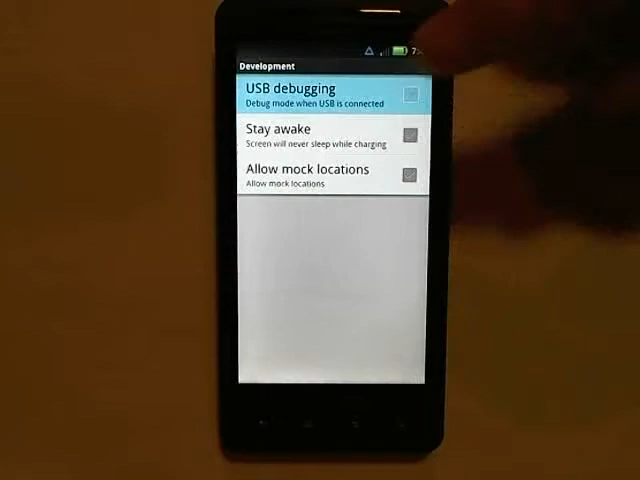 Development
USB debugging
Debug mode when USB is connected
Stay awake
Screen will never sleep while charging
Allow mock locations
Allow mock locations